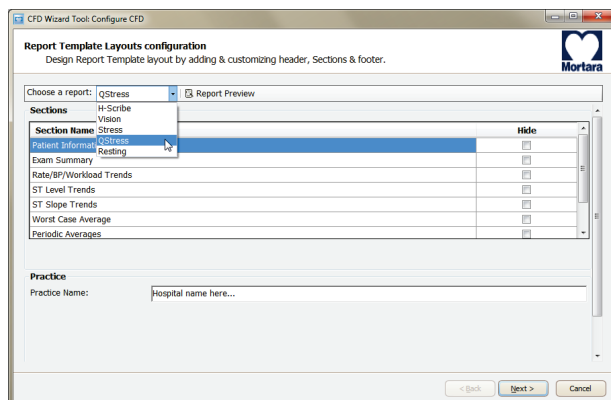 CFD Wizard Tool: Configure CFD
Report Template Layouts configuration
Design Report Template layout by adding & customizing header, Sections & footer.
Mortara
Choose a report: QStress Report Preview
H-Scribe
Vision
Stress
QStress
Resting
Sections
Section Name Hide
Patient Informati
Exam Summary
Rate/BP/Workload Trends
ST Level Trends
ST Slope Trends
Worst Case Average
Periodic Averages
Practice
Practice Name: Hospital name here...
< Back Next > Cancel